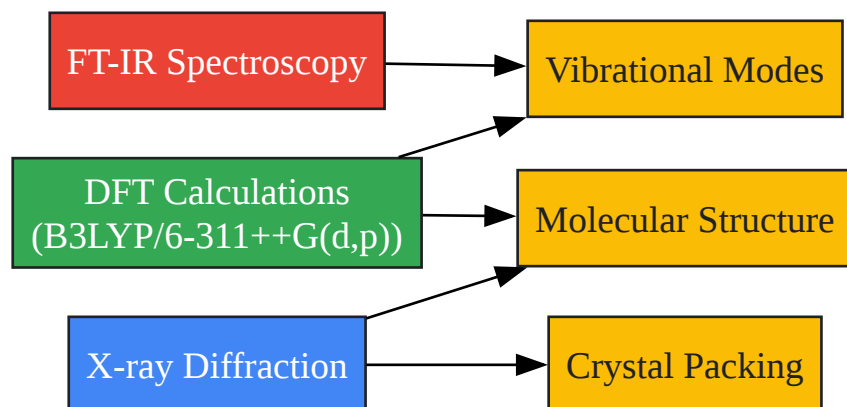 FT-IR Spectroscopy
Vibrational Modes
DFT Calculations
(B3LYP/6-311++G(d,p))
Molecular Structure
X-ray Diffraction
Crystal Packing